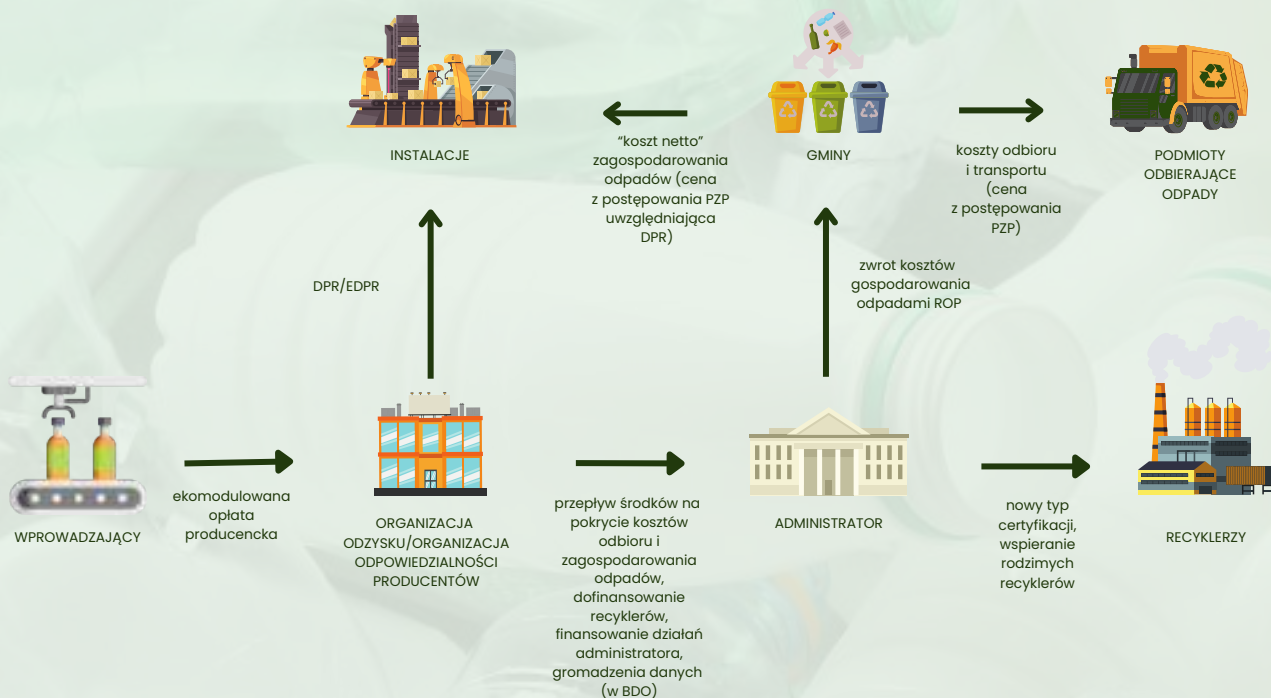 INSTALACJE
“koszt netto”
zagospodarowania
odpadów (cena
z postępowania PZP
uwzględniająca
DPR)
GMINY
koszty odbioru
i transportu
(cena
z postępowania
PZP)
PODMIOTY
ODBIERAJĄCE
ODPADY
DPR/EDPR
zwrot kosztów
gospodarowania
odpadami ROP
WPROWADZAJĄCY
ekomodulowana
opłata
producencka
ORGANIZACJA
ODZYSKU/ORGANIZACJA
ODPOWIEDZIALNOŚCI
PRODUCENTÓW
przepływ środków na
pokrycie kosztów
odbioru i
zagospodarowania
odpadów,
dofinansowanie
recyklerów,
finansowanie działań
administratora,
gromadzenia danych
(w BDO)
ADMINISTRATOR
nowy typ
certyfikacji,
wspieranie
rodzimych
recyklerów
RECYKLERZY